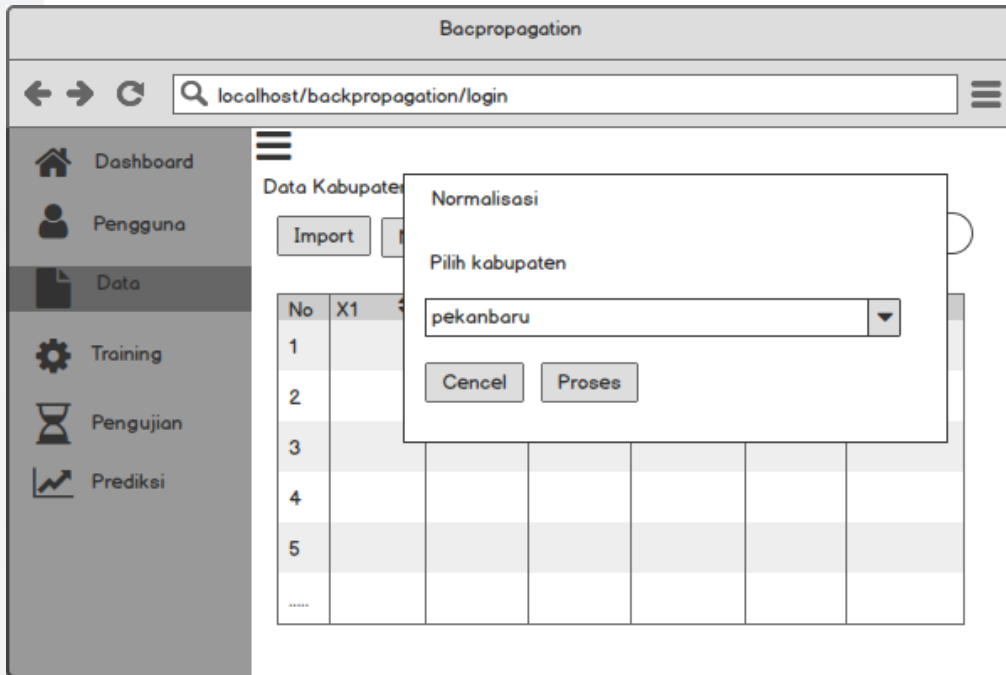 Bacpropagation
localhost/backpropagation/login
Dashboard
Pengguna
Data
Training
Pengujian
Prediksi
Data Kabupaten
Import
Normalisasi
Pilih kabupaten
pekanbaru
Cencel Proses
No X1
1
2
3
4
5
......